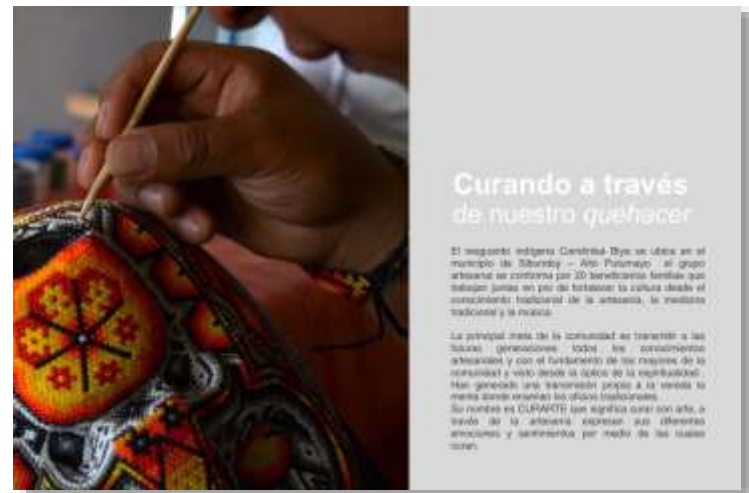 Curando a través
de nuestro quehacer
El resguardo indígena Camëntsá Biya se ubica en el
municipio de Sibundoy – Alto Putumayo el grupo
artesanal se conforma por 20 beneficiarios familias que
trabajan juntas en pro de fortalecer la cultura desde el
conocimiento tradicional de la artesanía, la medicina
tradicional y la música.
La principal meta de la comunidad es transmitir a las
futuras generaciones todos los conocimientos
artesanales y con el fundamento de los mayores de la
comunidad y visto desde la óptica de la espiritualidad.
Han generado una transmisión propia a la vereda la
menta donde enseñan los oficios tradicionales.
Su nombre es CURARTE que significa curar con arte, a
través de la artesanía expresan sus diferentes
emociones y sentimientos por medio de las cuales
curan.